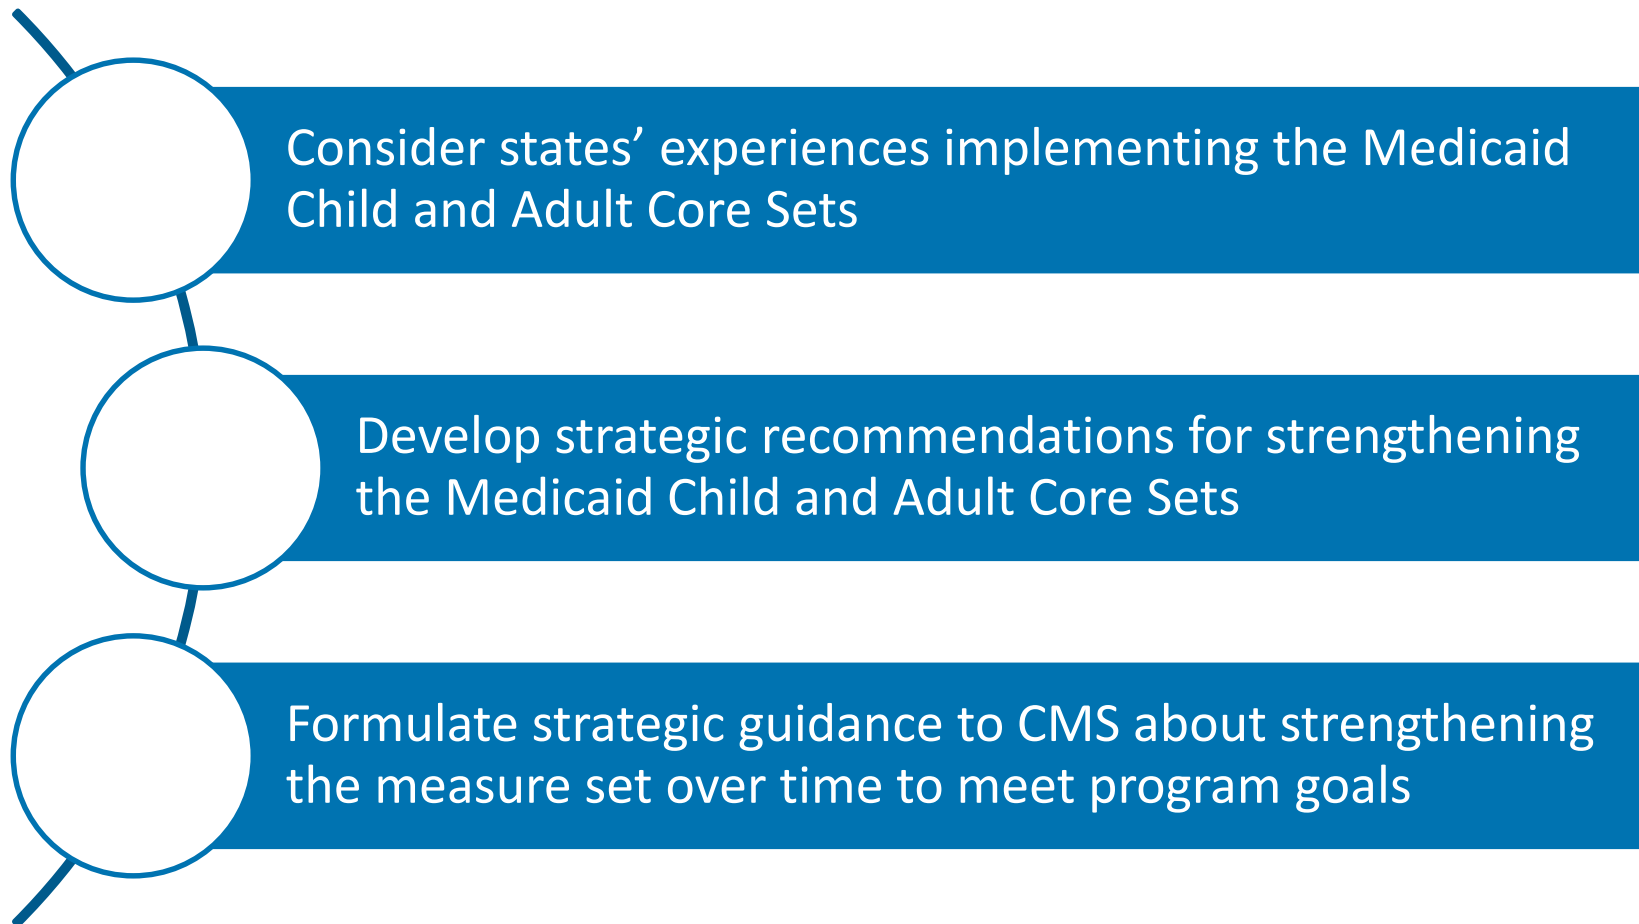 Consider states’ experiences implementing the Medicaid
Child and Adult Core Sets
Develop strategic recommendations for strengthening
the Medicaid Child and Adult Core Sets
Formulate strategic guidance to CMS about strengthening
the measure set over time to meet program goals